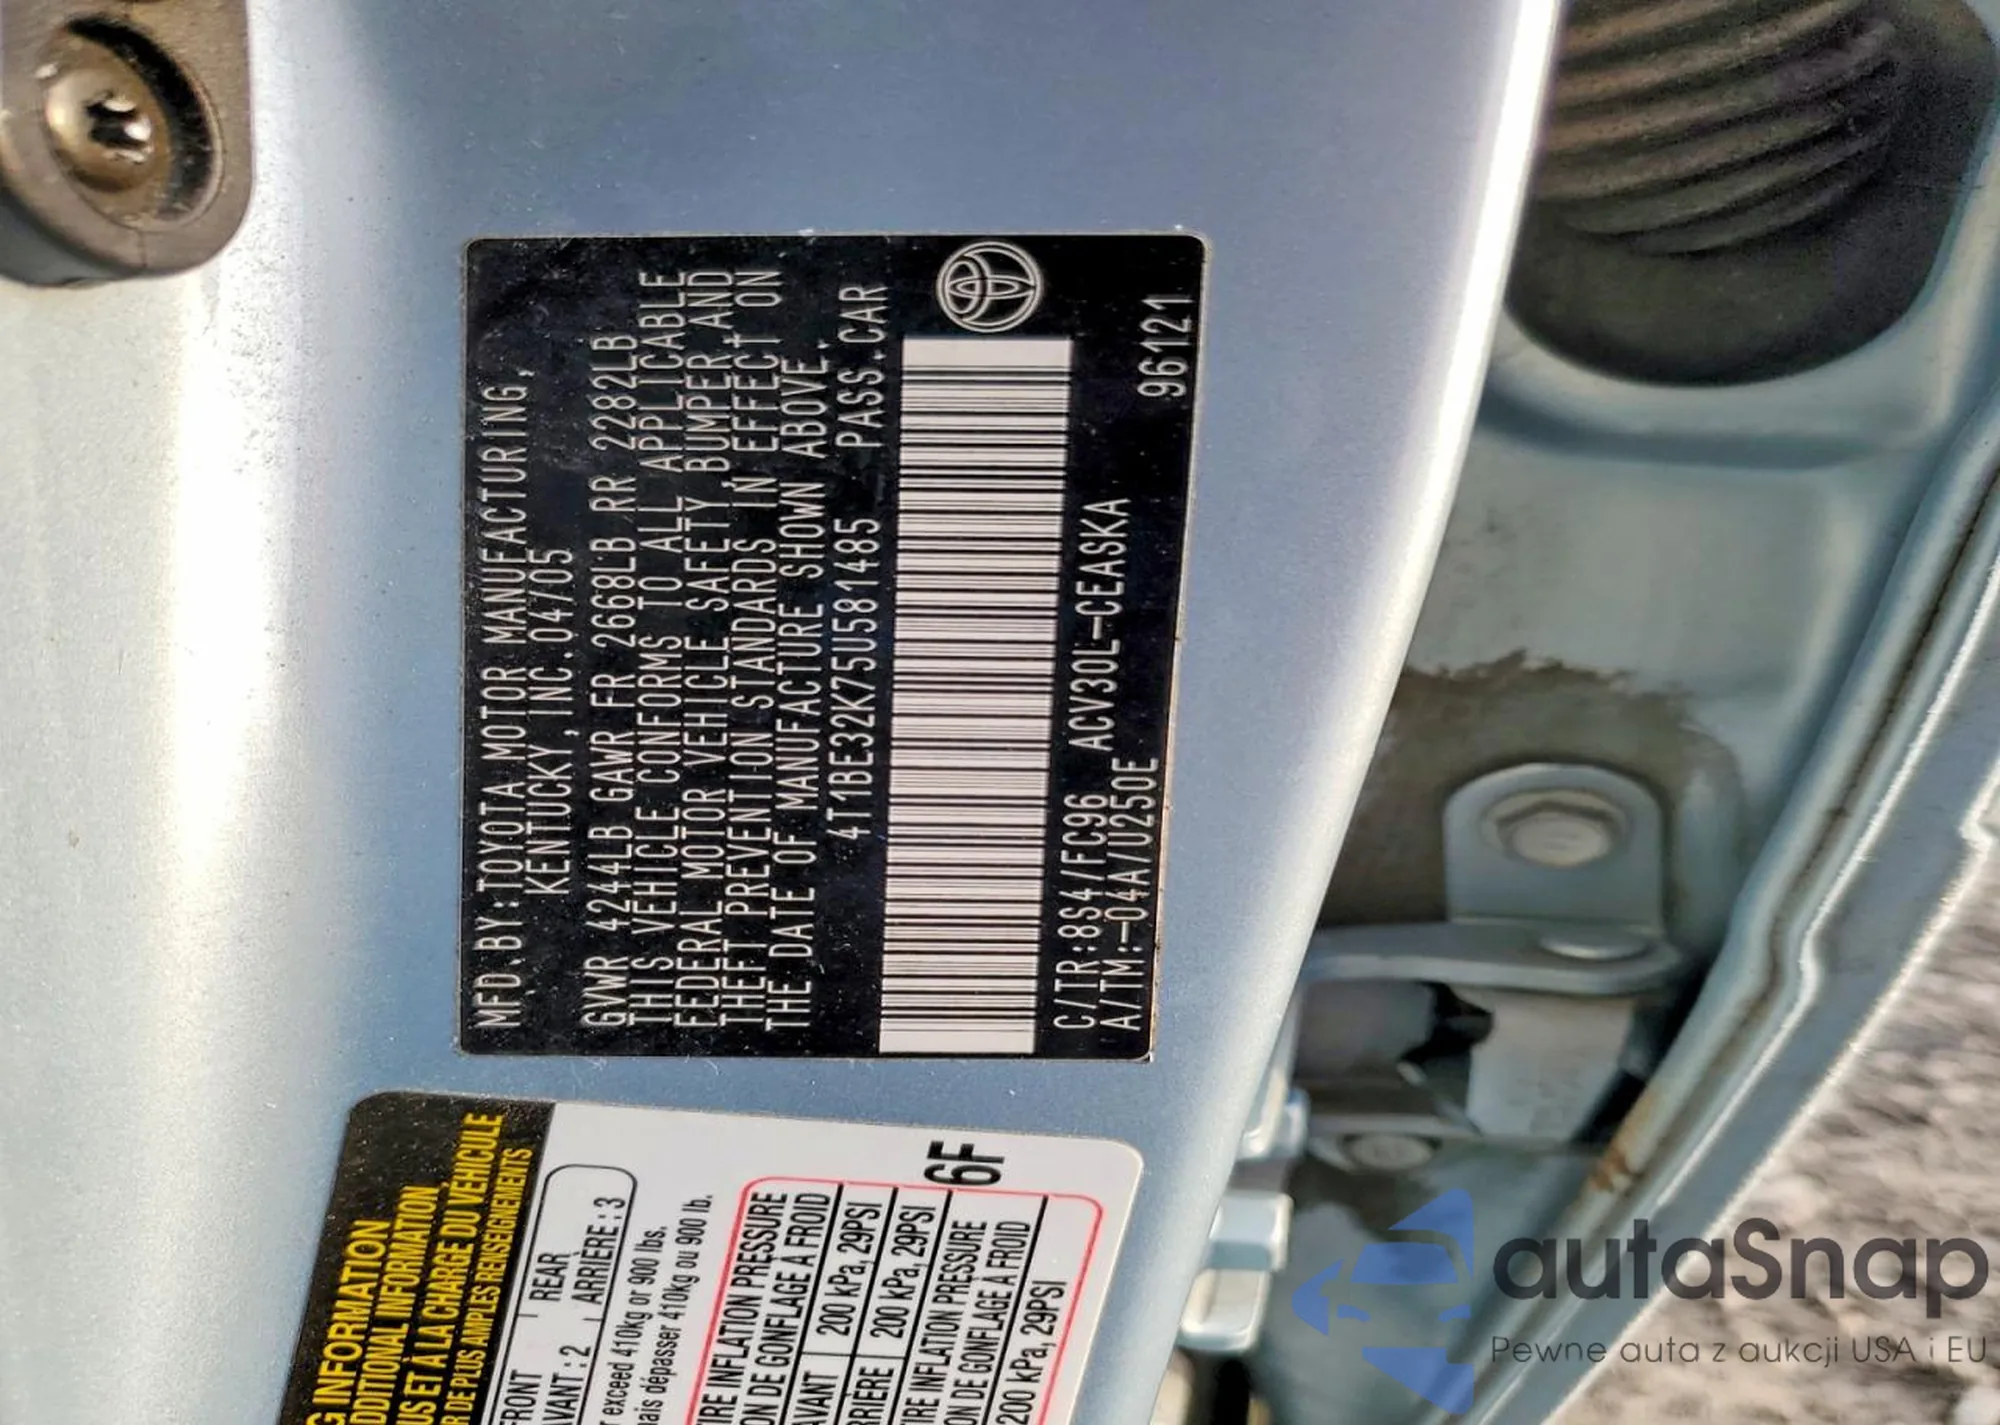 MFD.BY:TOYOTA MOTOR MANUFACTURING,
KENTUCKY,INC.04/05
GVWR 4244LB GAWR FR 2668LB RR 2282LB
THIS VEHICLE CONFORMS TO ALL APPLICABLE
FEDERAL MOTOR VEHICLE SAFETY,BUMPER,AND
THEFT PREVENTION STANDARDS IN EFFECT ON
THE DATE OF MANUFACTURE SHOWN ABOVE.
4T1BE32K75U581485 PASS.CAR
C/TR:8S4/FC96 ACV30L-CEASKA
A/TM:-04A/U250E
96121
G INFORMATION
DDITIONAL INFORMATION
US ET À LA CHARGE DU VÉHICULE
R DE PLUS AMPLES RENSEIGNEMENTS
FRONT REAR
AVANT : 2 ARRIÈRE : 3
r exceed 410kg or 900 lbs.
mais dépasser 410kg ou 900 lb.
6F
TIRE INFLATION PRESSURE
ON DE GONFLAGE À FROID
AVANT 200 kPa, 29PSI
RRIÈRE 200 kPa, 29PSI
IRE INFLATION PRESSURE
ON DE GONFLAGE À FROID
200 kPa, 29PSI
autaSnap
Pewne auta z aukcji USA i EU